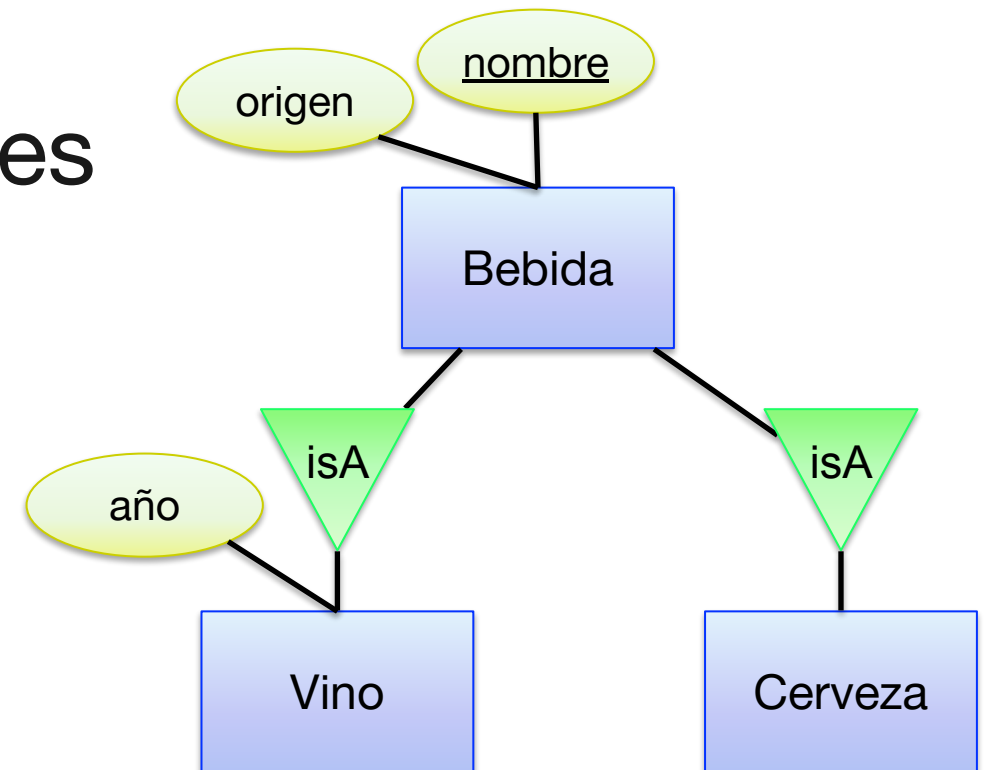 nombre
origen
es
Bebida
isA
isA
año
Vino
Cerveza